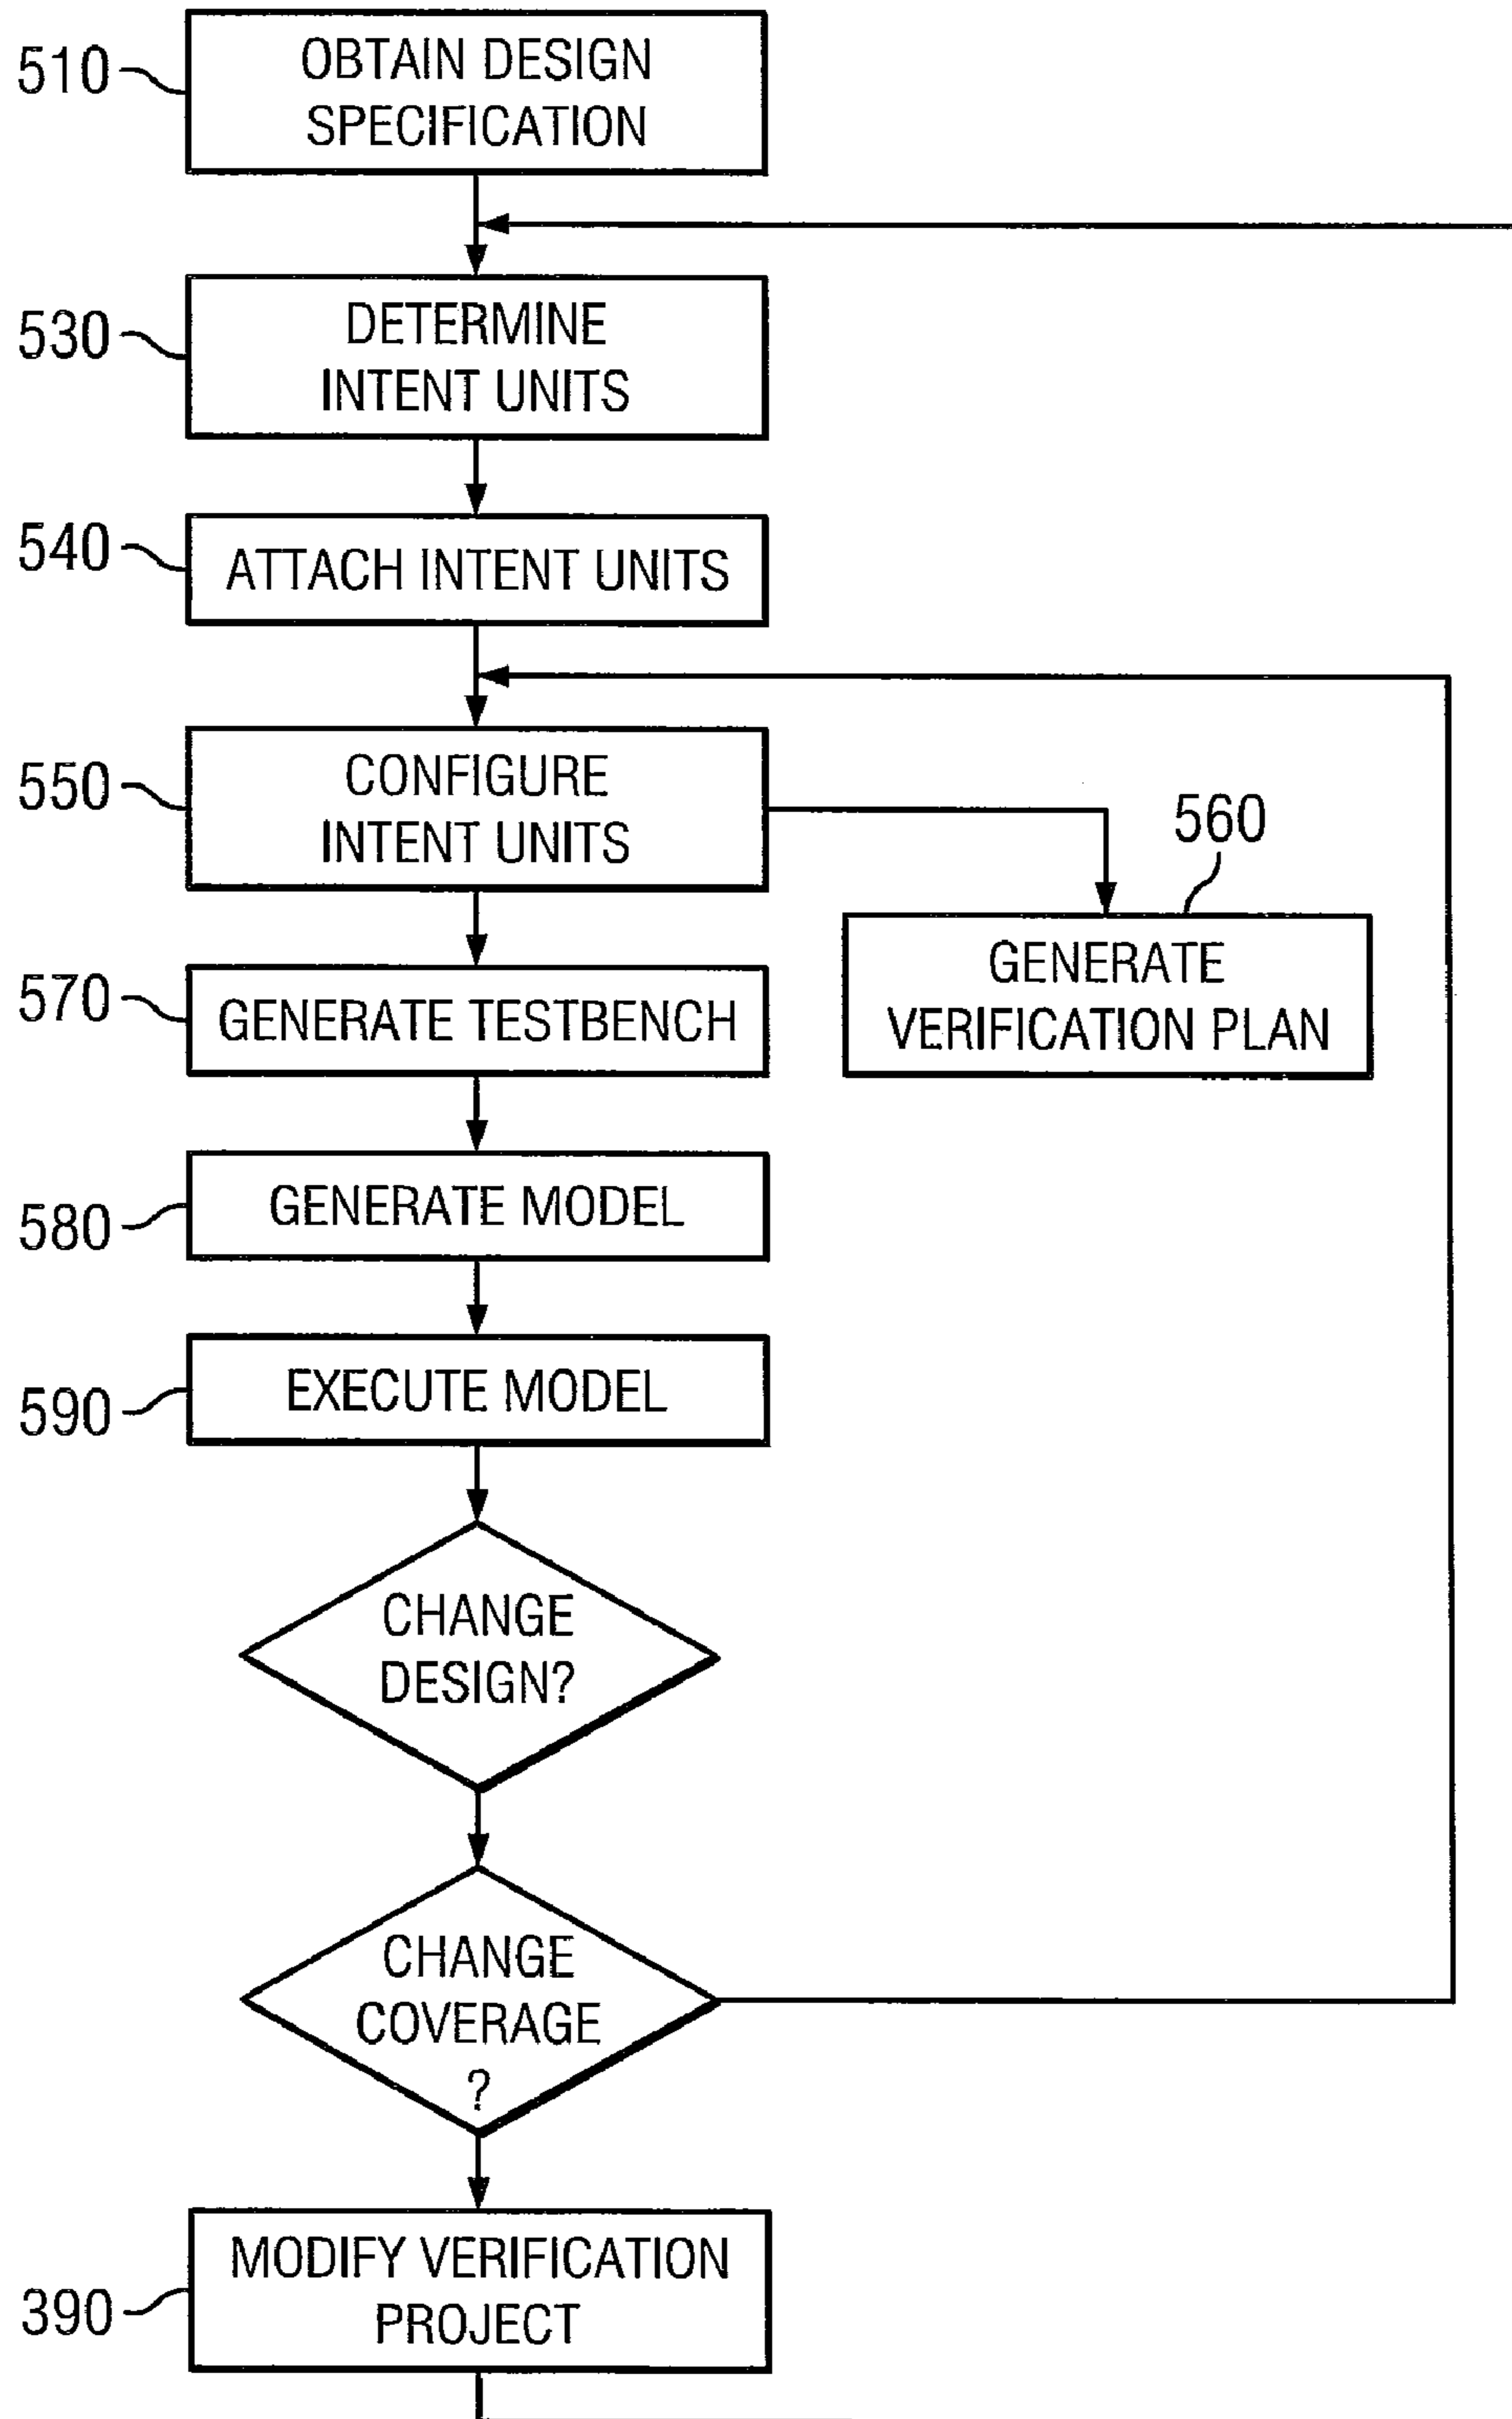 510
OBTAIN DESIGN
SPECIFICATION
530
DETERMINE
INTENT UNITS
540
ATTACH INTENT UNITS
550
CONFIGURE
INTENT UNITS
560
GENERATE
VERIFICATION PLAN
570
GENERATE TESTBENCH
580
GENERATE MODEL
590
EXECUTE MODEL
CHANGE
DESIGN?
CHANGE
COVERAGE
?
390
MODIFY VERIFICATION
PROJECT